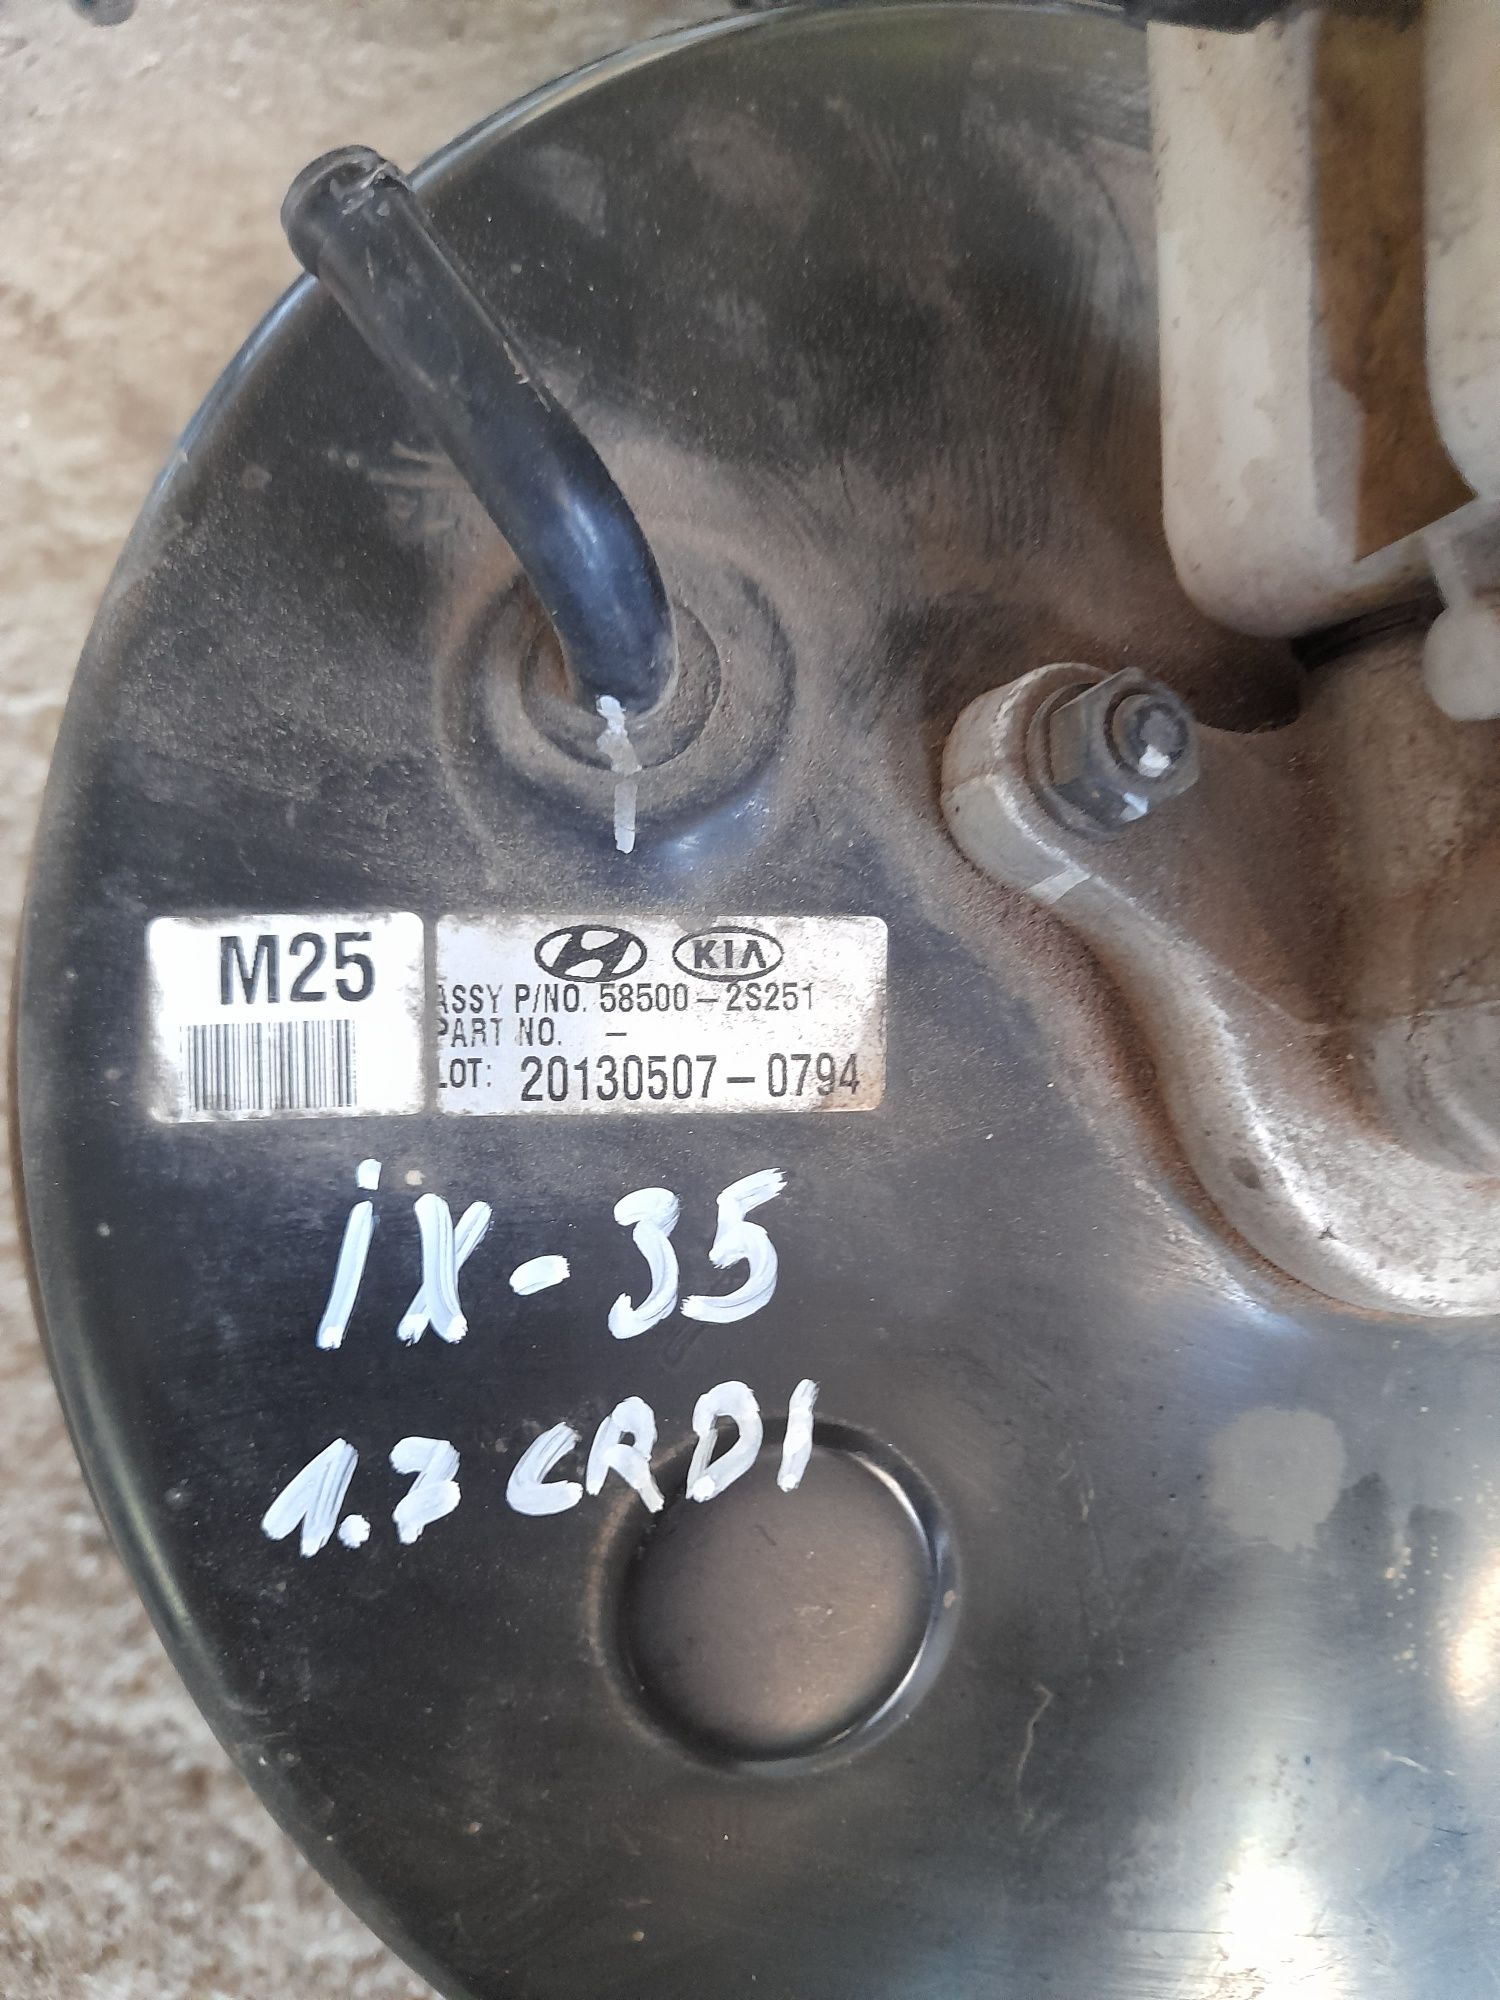 M25
KIA
ASSY P/NO. 58500-2S251
PART NO. -
LOT: 20130507-0794
iX-35
1.7 CRDI